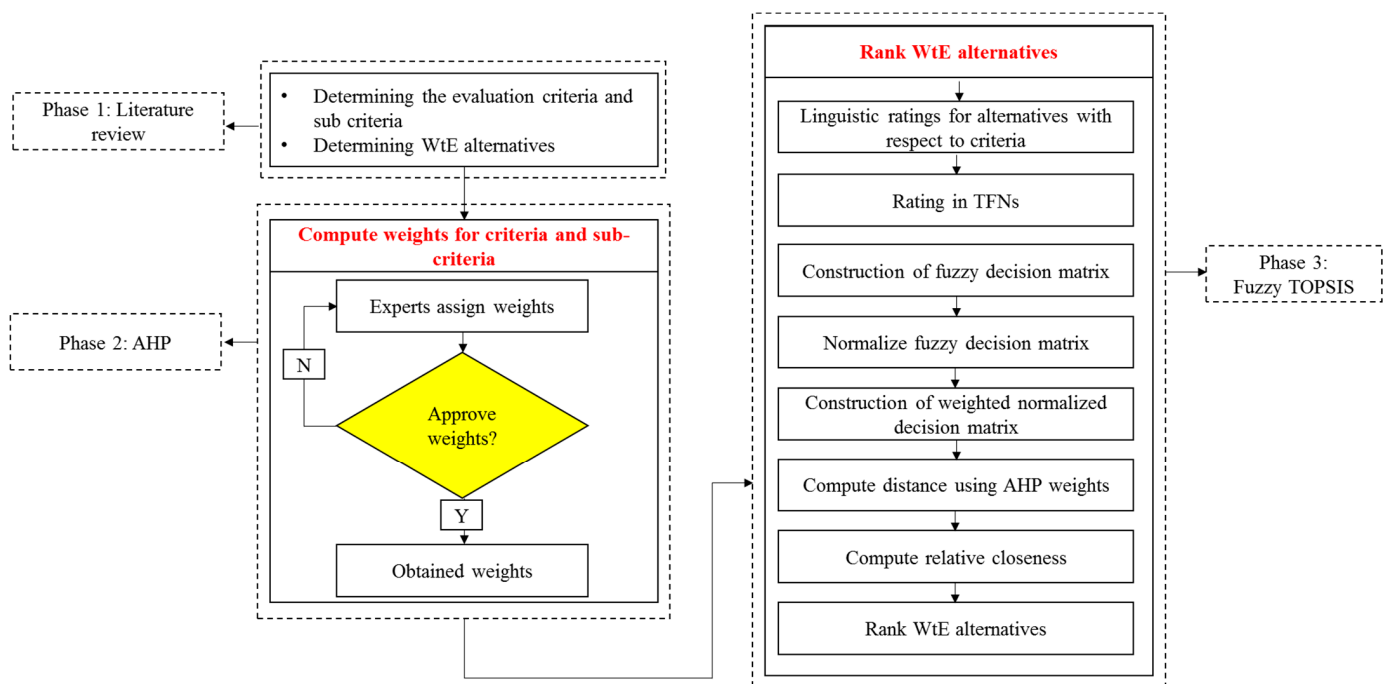 Phase 1: Literature
review
• Determining the evaluation criteria and
sub criteria
• Determining WtE alternatives
Phase 2: AHP
Compute weights for criteria and sub-
criteria
Experts assign weights
N
Approve
weights?
Y
Obtained weights
Rank WtE alternatives
Linguistic ratings for alternatives with
respect to criteria
Rating in TFNs
Construction of fuzzy decision matrix
Normalize fuzzy decision matrix
Construction of weighted normalized
decision matrix
Compute distance using AHP weights
Compute relative closeness
Rank WtE alternatives
Phase 3:
Fuzzy TOPSIS